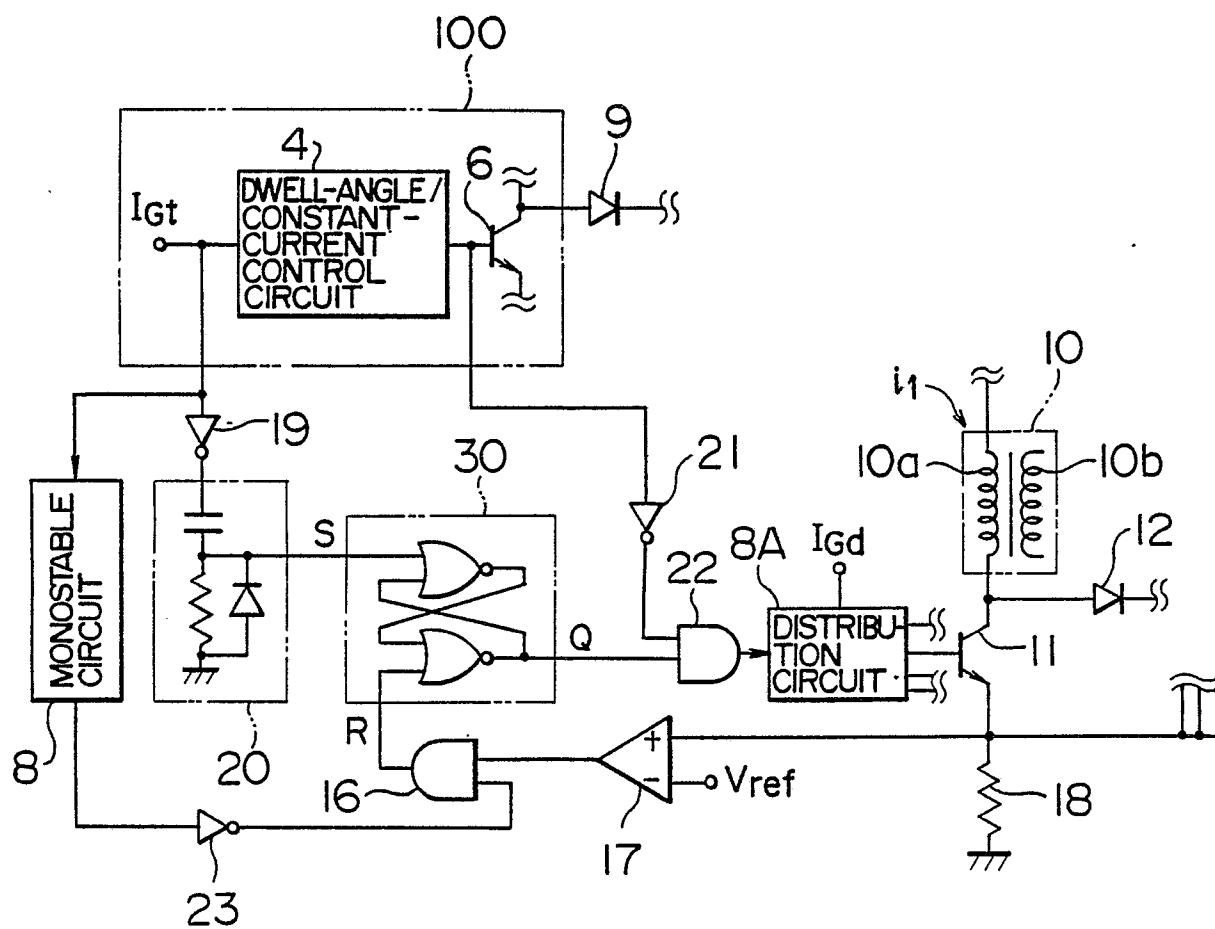 100
4
DWELL-ANGLE/
CONSTANT-
CURRENT
CONTROL
CIRCUIT
6
9
IGt
19
30
21
10
i1
10a
10b
MONOSTABLE
CIRCUIT
S
22
8A
IGd
12
DISTRIBU-
TION
CIRCUIT
Q
11
R
8
20
16
+
−
Vref
17
18
23